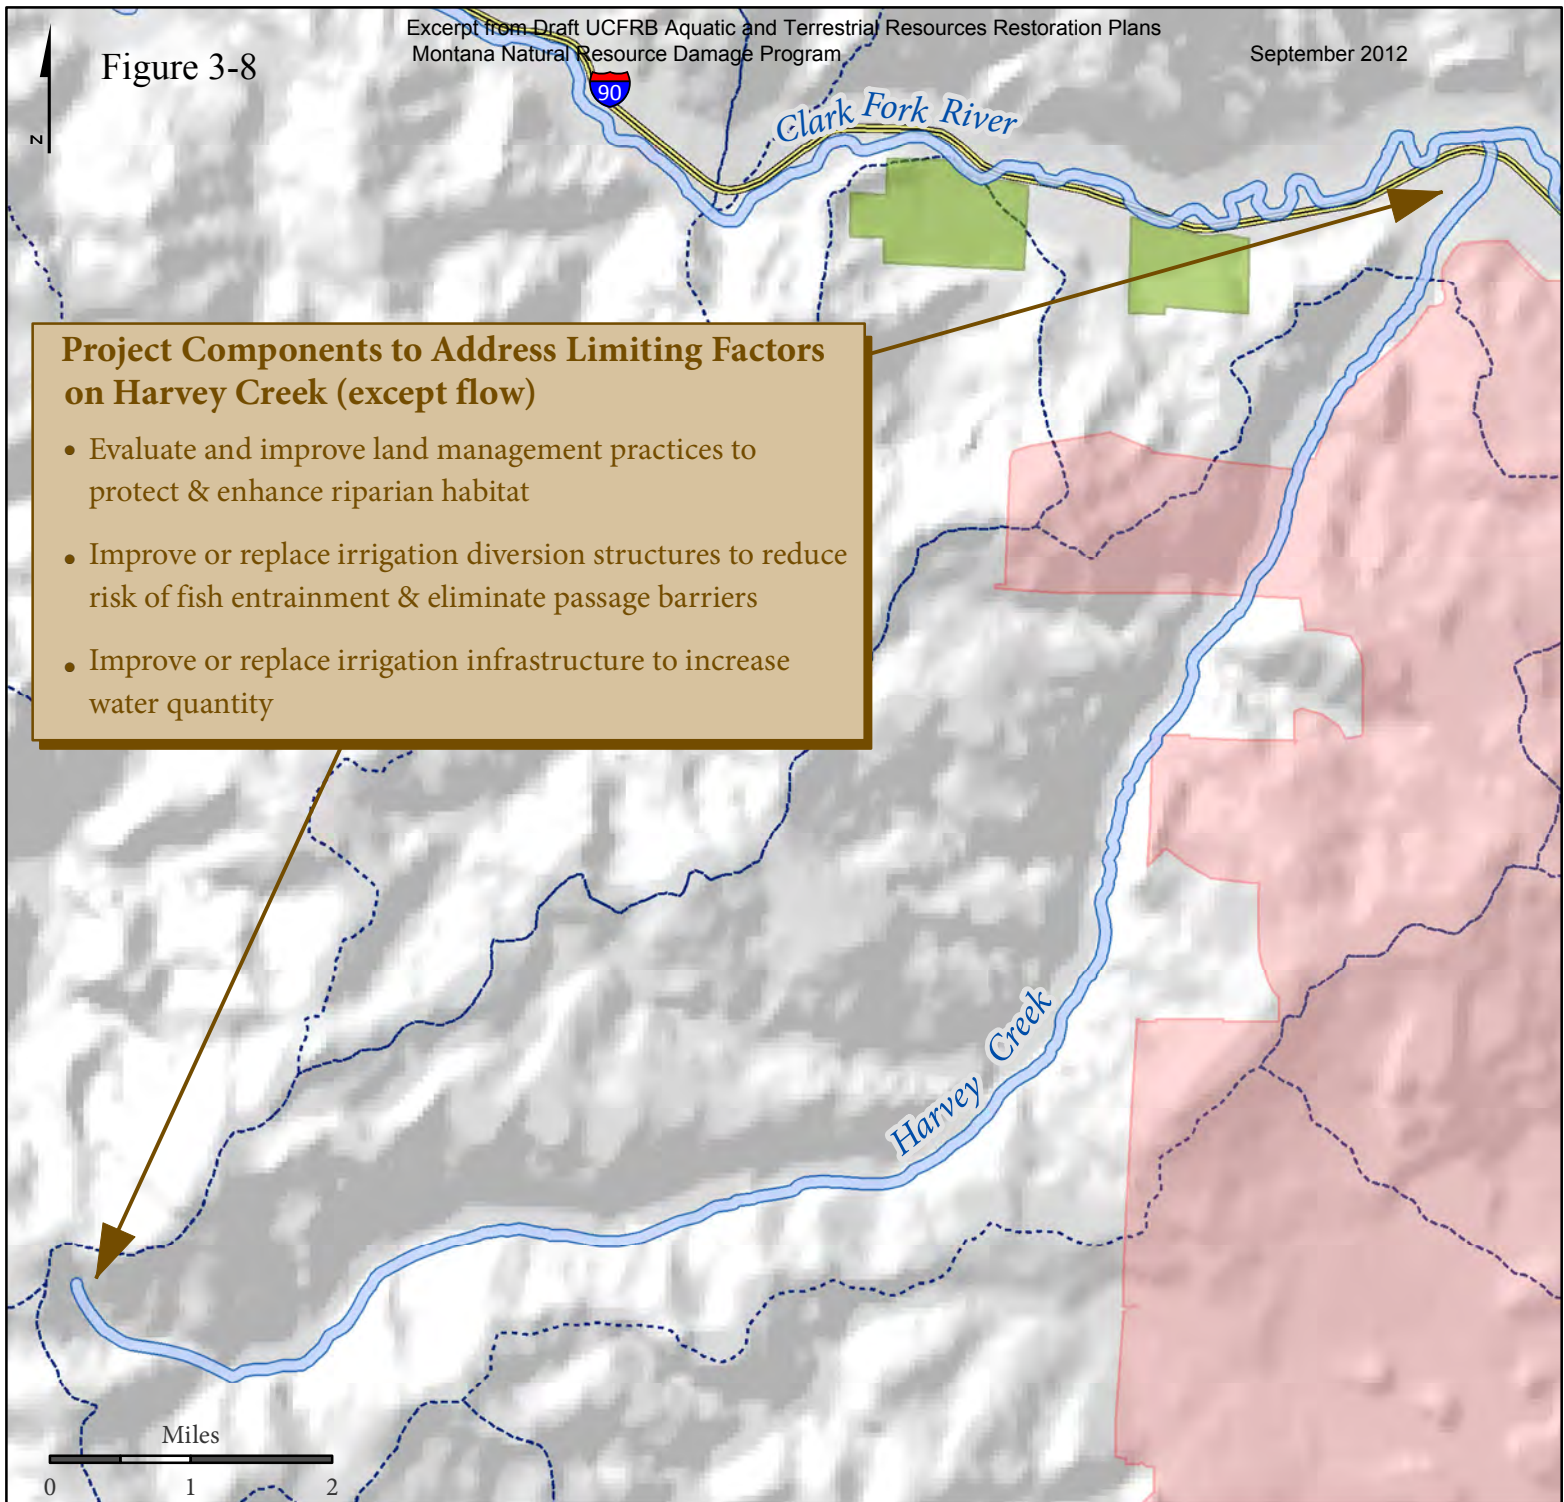 Excerpt from Draft UCFRB Aquatic and Terrestrial Resources Restoration Plans
Montana Natural Resource Damage Program
September 2012
Figure 3-8
N
90
Clark Fork River
Project Components to Address Limiting Factors
on Harvey Creek (except flow)
• Evaluate and improve land management practices to
protect & enhance riparian habitat
• Improve or replace irrigation diversion structures to reduce
risk of fish entrainment & eliminate passage barriers
• Improve or replace irrigation infrastructure to increase
water quantity
Harvey Creek
Miles
0 1 2